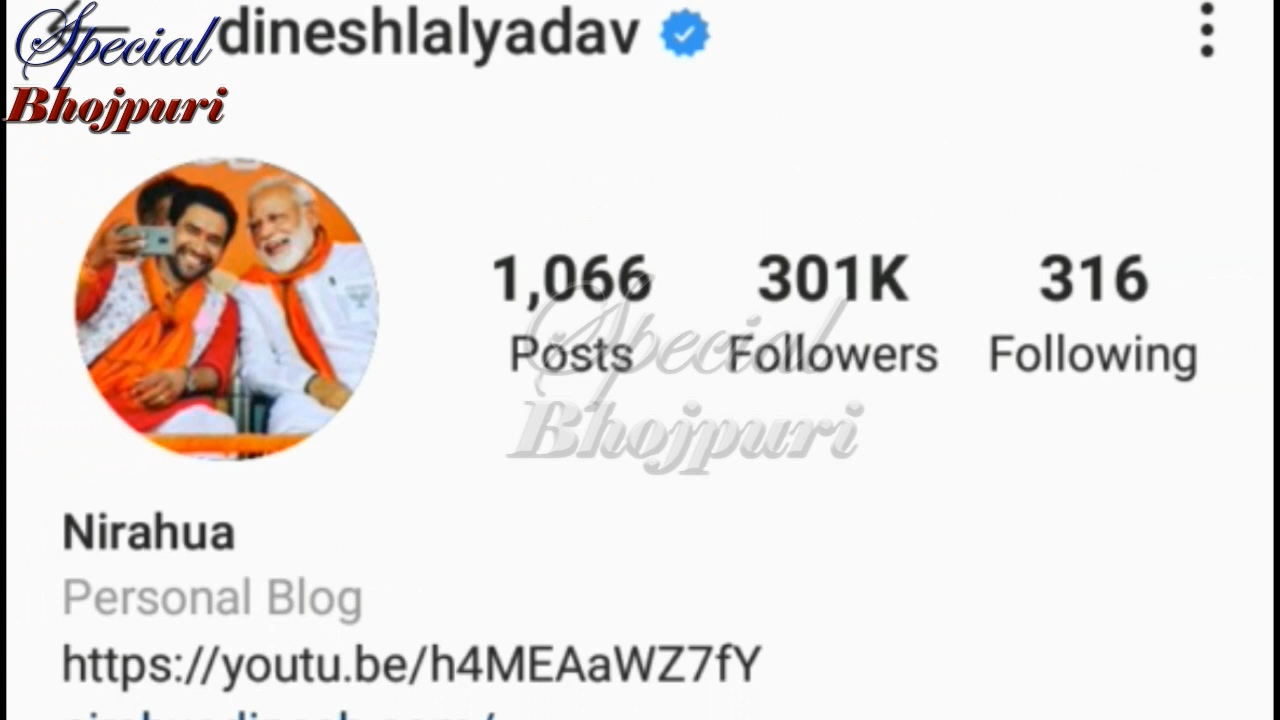 Special
Bhojpuri
dineshlalyadav
1,066 301K 316
Posts Followers Following
Special
Bhojpuri
Nirahua
Personal Blog
https://youtu.be/h4MEAaWZ7fY